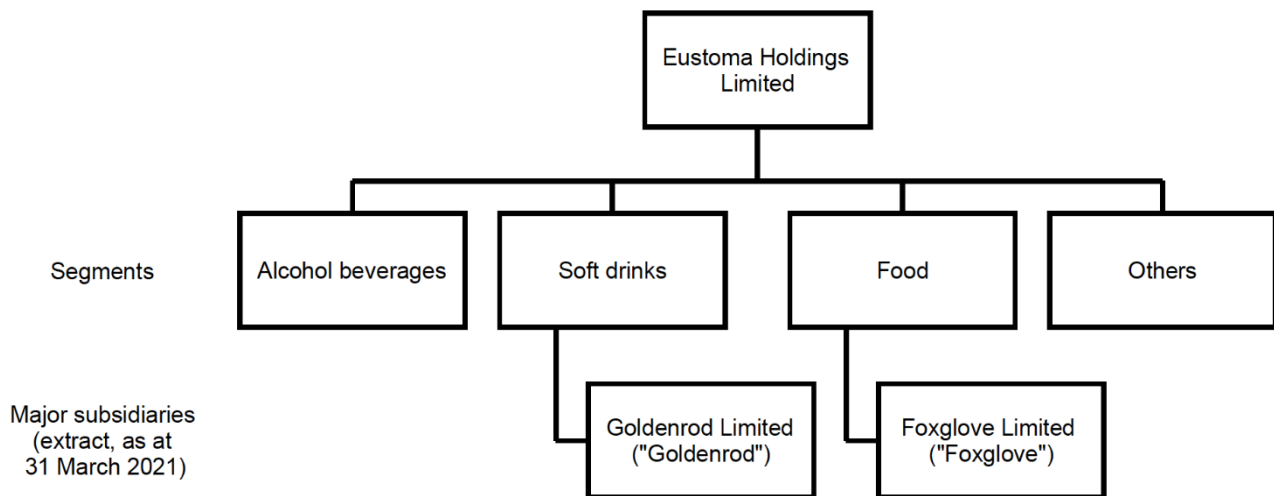 Eustoma Holdings
Limited
Segments
Alcohol beverages
Soft drinks
Food
Others
Major subsidiaries
(extract, as at
31 March 2021)
Goldenrod Limited
("Goldenrod")
Foxglove Limited
("Foxglove")